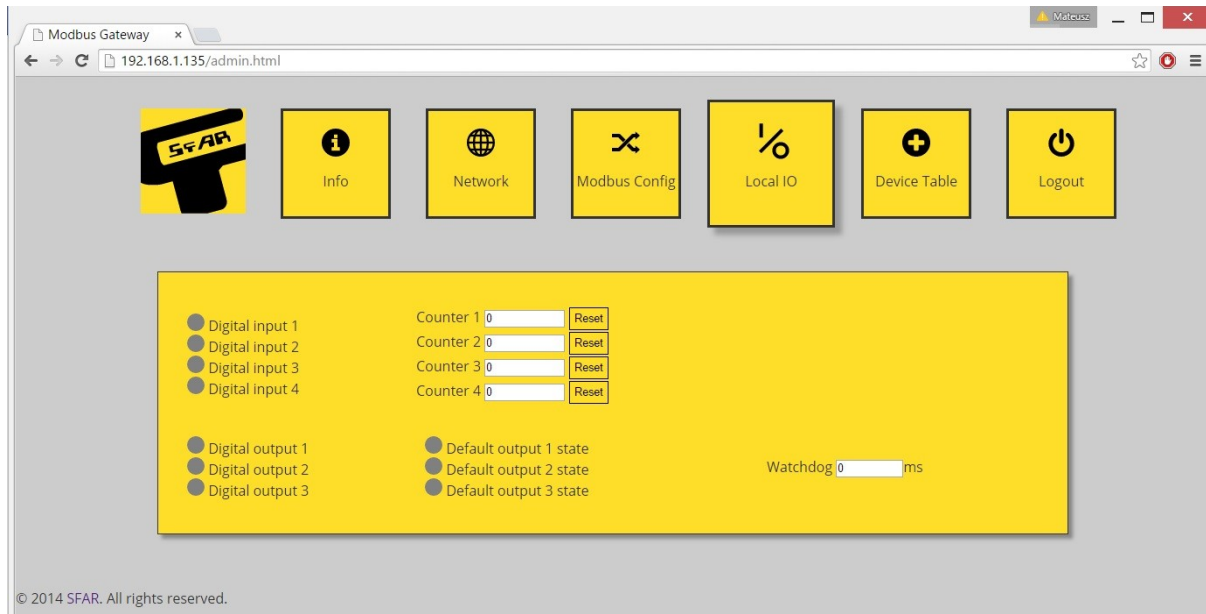 Mateusz
Modbus Gateway
192.168.1.135/admin.html
SFAR
Info
Network
Modbus Config
I/O
Local IO
Device Table
Logout
Digital input 1
Digital input 2
Digital input 3
Digital input 4
Counter 1 0 Reset
Counter 2 0 Reset
Counter 3 0 Reset
Counter 4 0 Reset
Digital output 1
Digital output 2
Digital output 3
Default output 1 state
Default output 2 state
Default output 3 state
Watchdog 0 ms
© 2014 SFAR. All rights reserved.